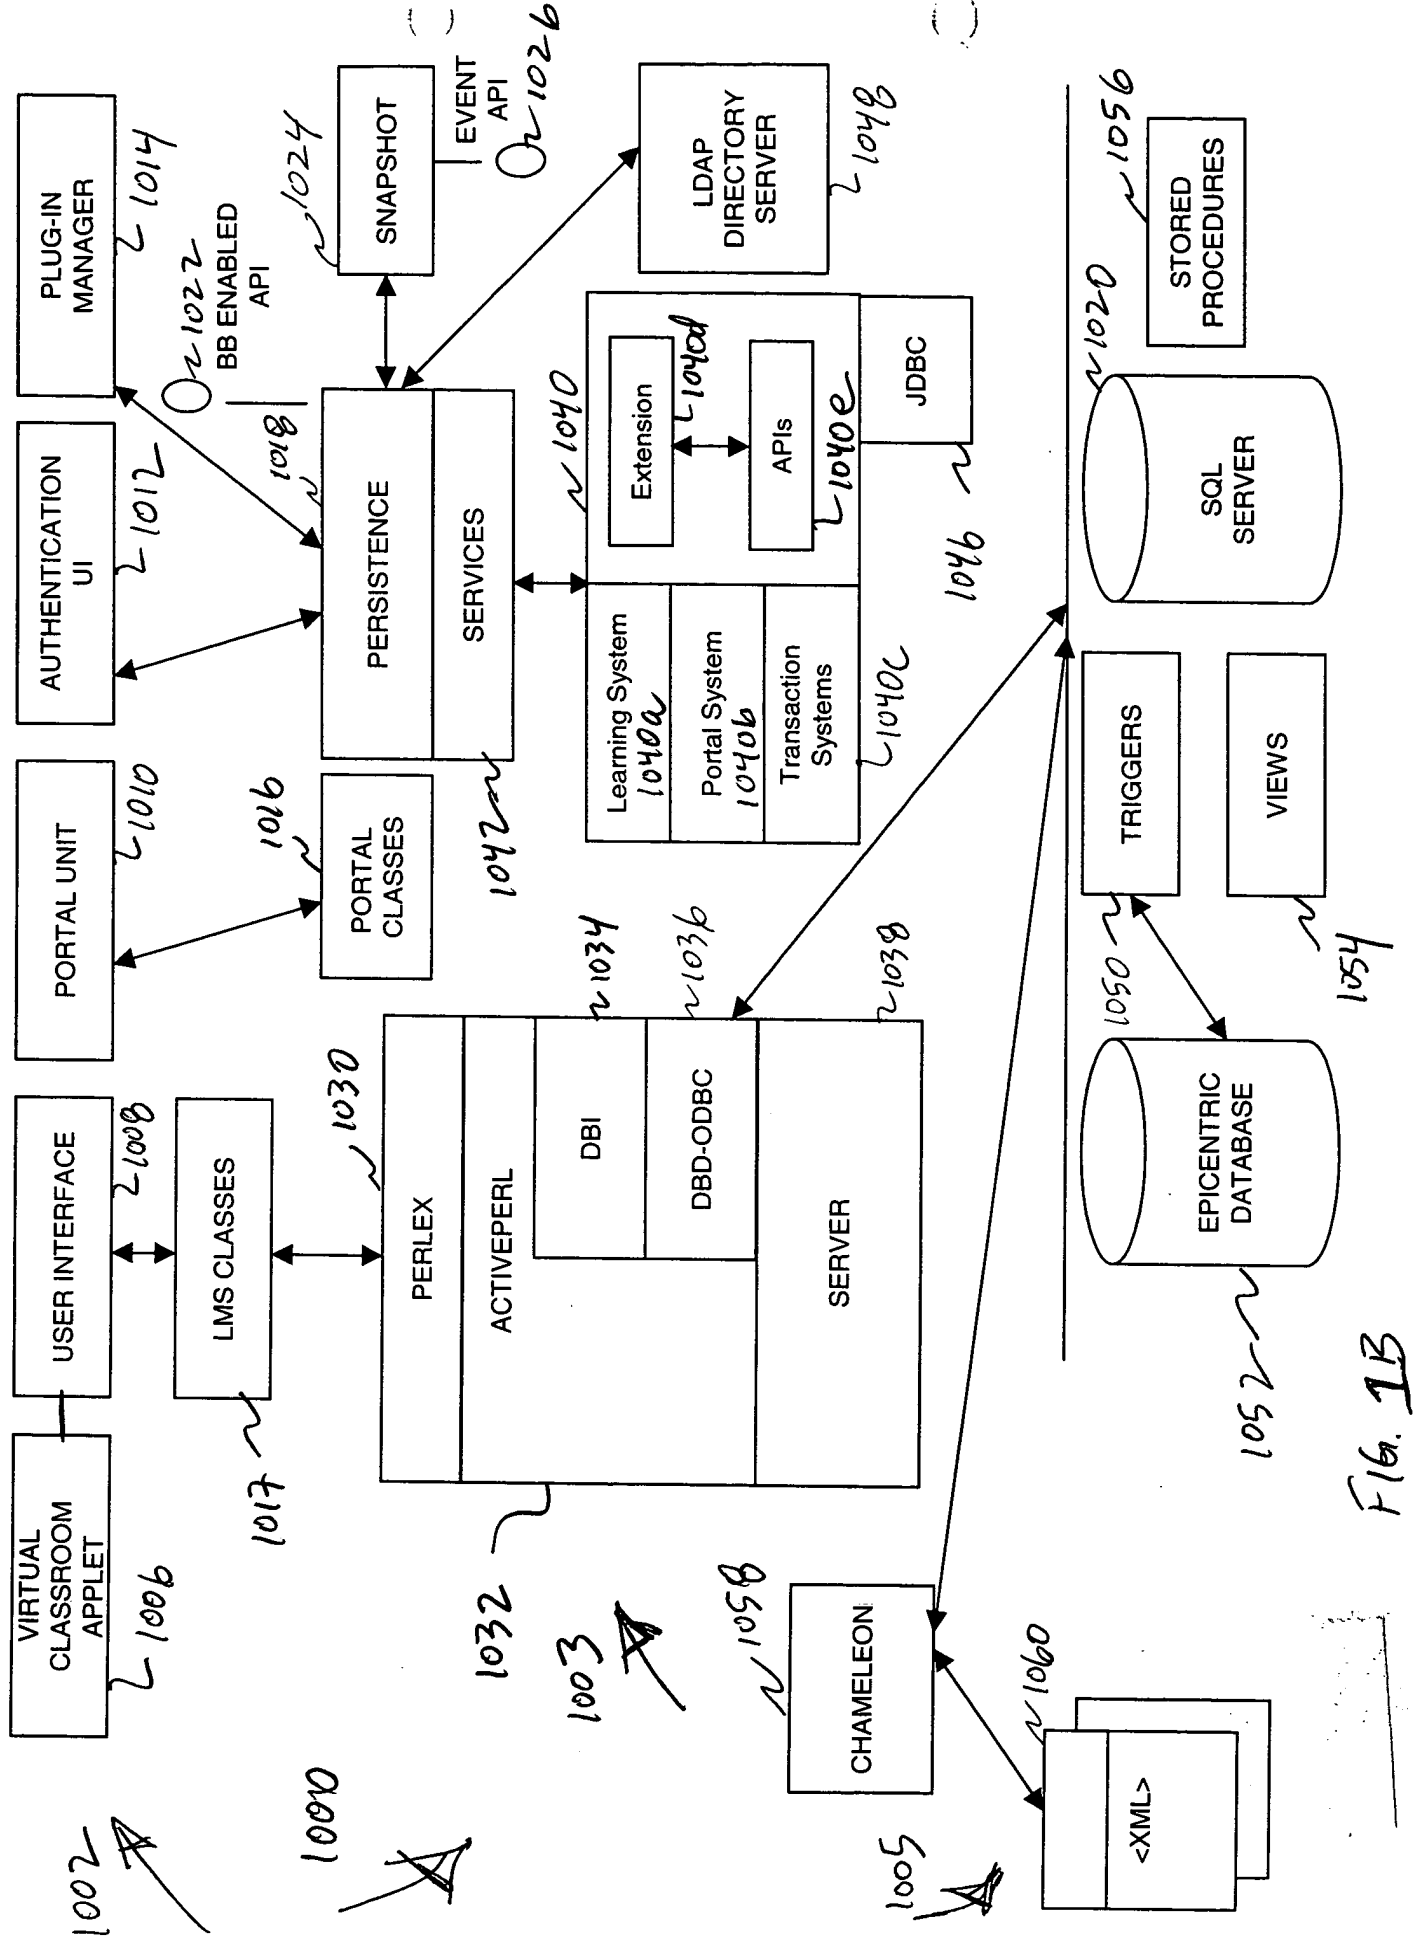 1002
1000
VIRTUAL
CLASSROOM
APPLET
1006
USER INTERFACE
1008
PORTAL UNIT
1010
AUTHENTICATION
UI
1012
PLUG-IN
MANAGER
1014
LMS CLASSES
1017
PORTAL
CLASSES
1016
1018
PERSISTENCE
SERVICES
1042
1022
BB ENABLED
API
SNAPSHOT
1024
EVENT
API
1026
1003
PERLEX
1030
ACTIVEPERL
1032
DBI
1034
DBD-ODBC
1036
SERVER
1038
1040
Learning System
1040a
Portal System
1040b
Transaction
Systems
1040c
Extension
1040d
APIs
1040e
JDBC
1046
LDAP
DIRECTORY
SERVER
1048
1005
CHAMELEON
1058
1060
<XML>
EPICENTRIC
DATABASE
1052
TRIGGERS
1050
VIEWS
1054
SQL
SERVER
1020
STORED
PROCEDURES
1056
FIG. 1B